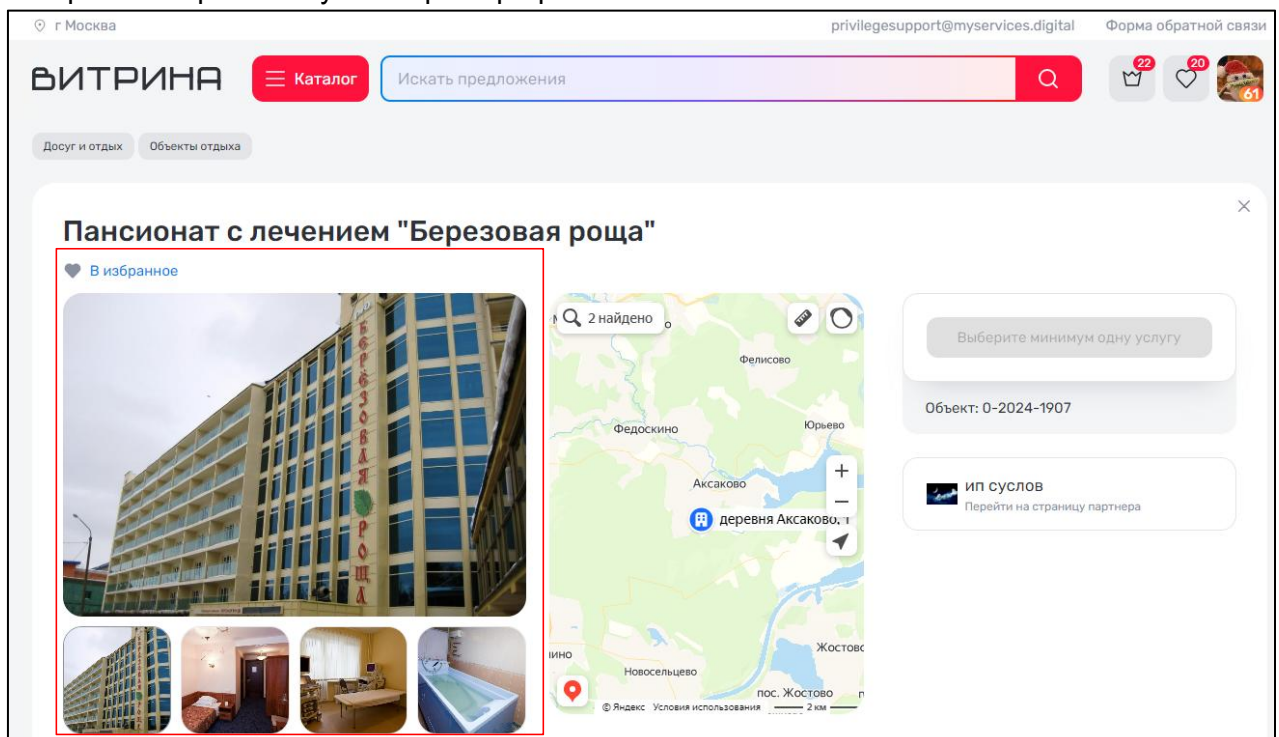 г Москва
privilegesupport@myservices.digital
Форма обратной связи
ВИТРИНА
Каталог
Искать предложения
22
20
61
Досуг и отдых
Объекты отдыха
Пансионат с лечением "Березовая роща"
В избранное
БЕРЁЗОВАЯ РОЩА
2 найдено
Фелисово
Федоскино
Юрьево
Аксаково
деревня Аксаково, 1
Жостово
Новосельцево
пос. Жостово
© Яндекс Условия использования
2 км
Выберите минимум одну услугу
Объект: 0-2024-1907
ип суслов
Перейти на страницу партнера